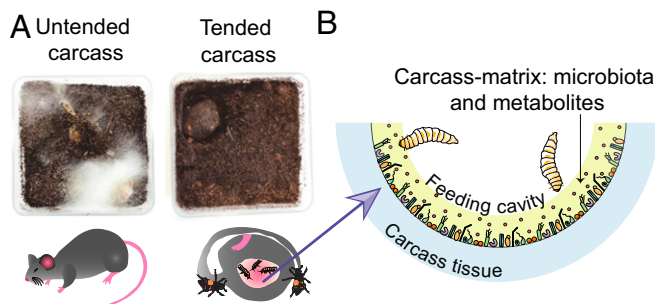 A
Untended
carcass
Tended
carcass
B
Carcass-matrix: microbiota
and metabolites
Feeding cavity
Carcass tissue